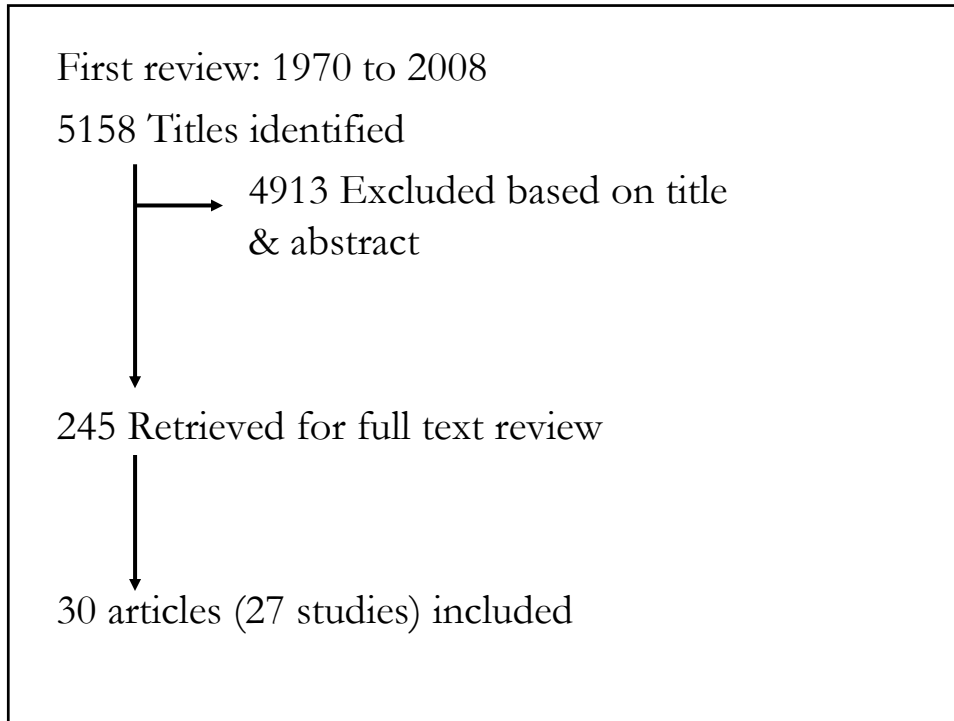 First review: 1970 to 2008
5158 Titles identified
4913 Excluded based on title
& abstract
245 Retrieved for full text review
30 articles (27 studies) included